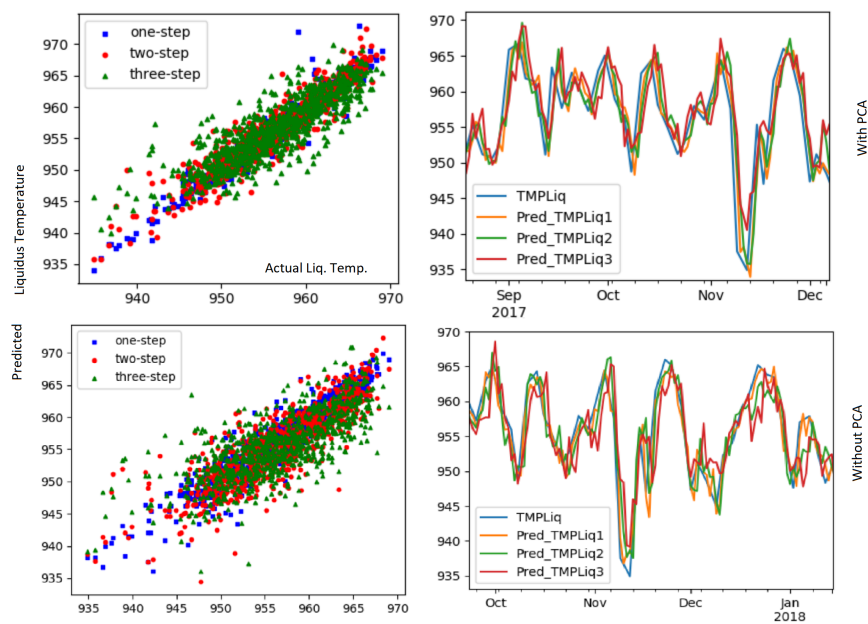 970
965
960
955
950
945
940
935
one-step
two-step
three-step
Actual Liq. Temp.
940
950
960
970
Liquidus Temperature
970
965
960
955
950
945
940
935
TMPLiq
Pred_TMPLiq1
Pred_TMPLiq2
Pred_TMPLiq3
Sep
2017
Oct
Nov
Dec
With PCA
Predicted
970
965
960
955
950
945
940
935
one-step
two-step
three-step
935
940
945
950
955
960
965
970
970
965
960
955
950
945
940
935
TMPLiq
Pred_TMPLiq1
Pred_TMPLiq2
Pred_TMPLiq3
Oct
Nov
Dec
Jan
2018
Without PCA